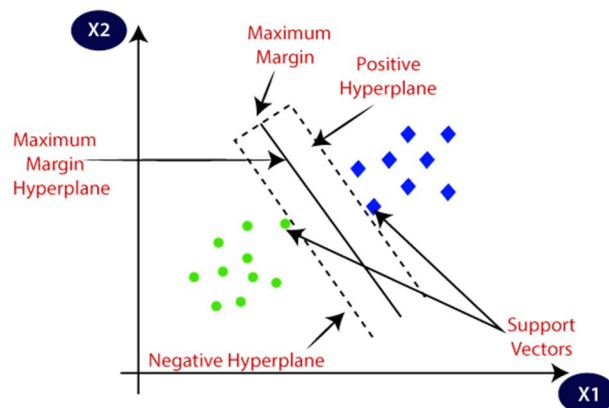 X2
Maximum
Margin
Positive
Hyperplane
Maximum
Margin
Hyperplane
Support
Vectors
Negative Hyperplane
X1